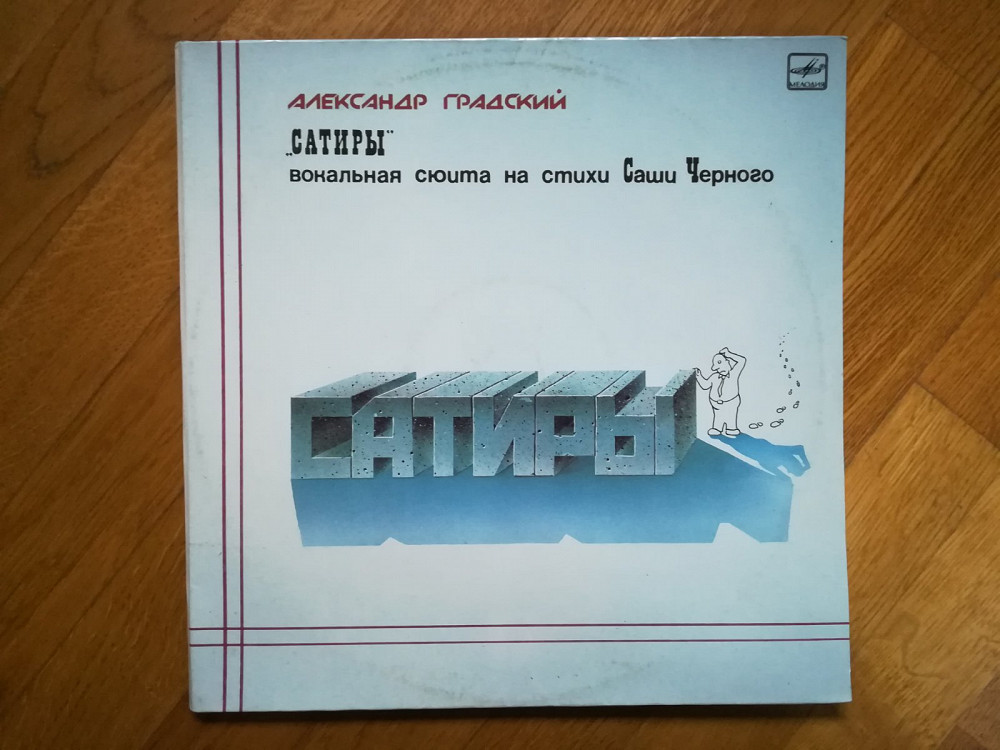 АЛЕКСАНДР ГРАДСКИЙ
„САТИРЫ“
вокальная сюита на стихи Саши Черного
МЕЛОДИЯ
САТИРЫ